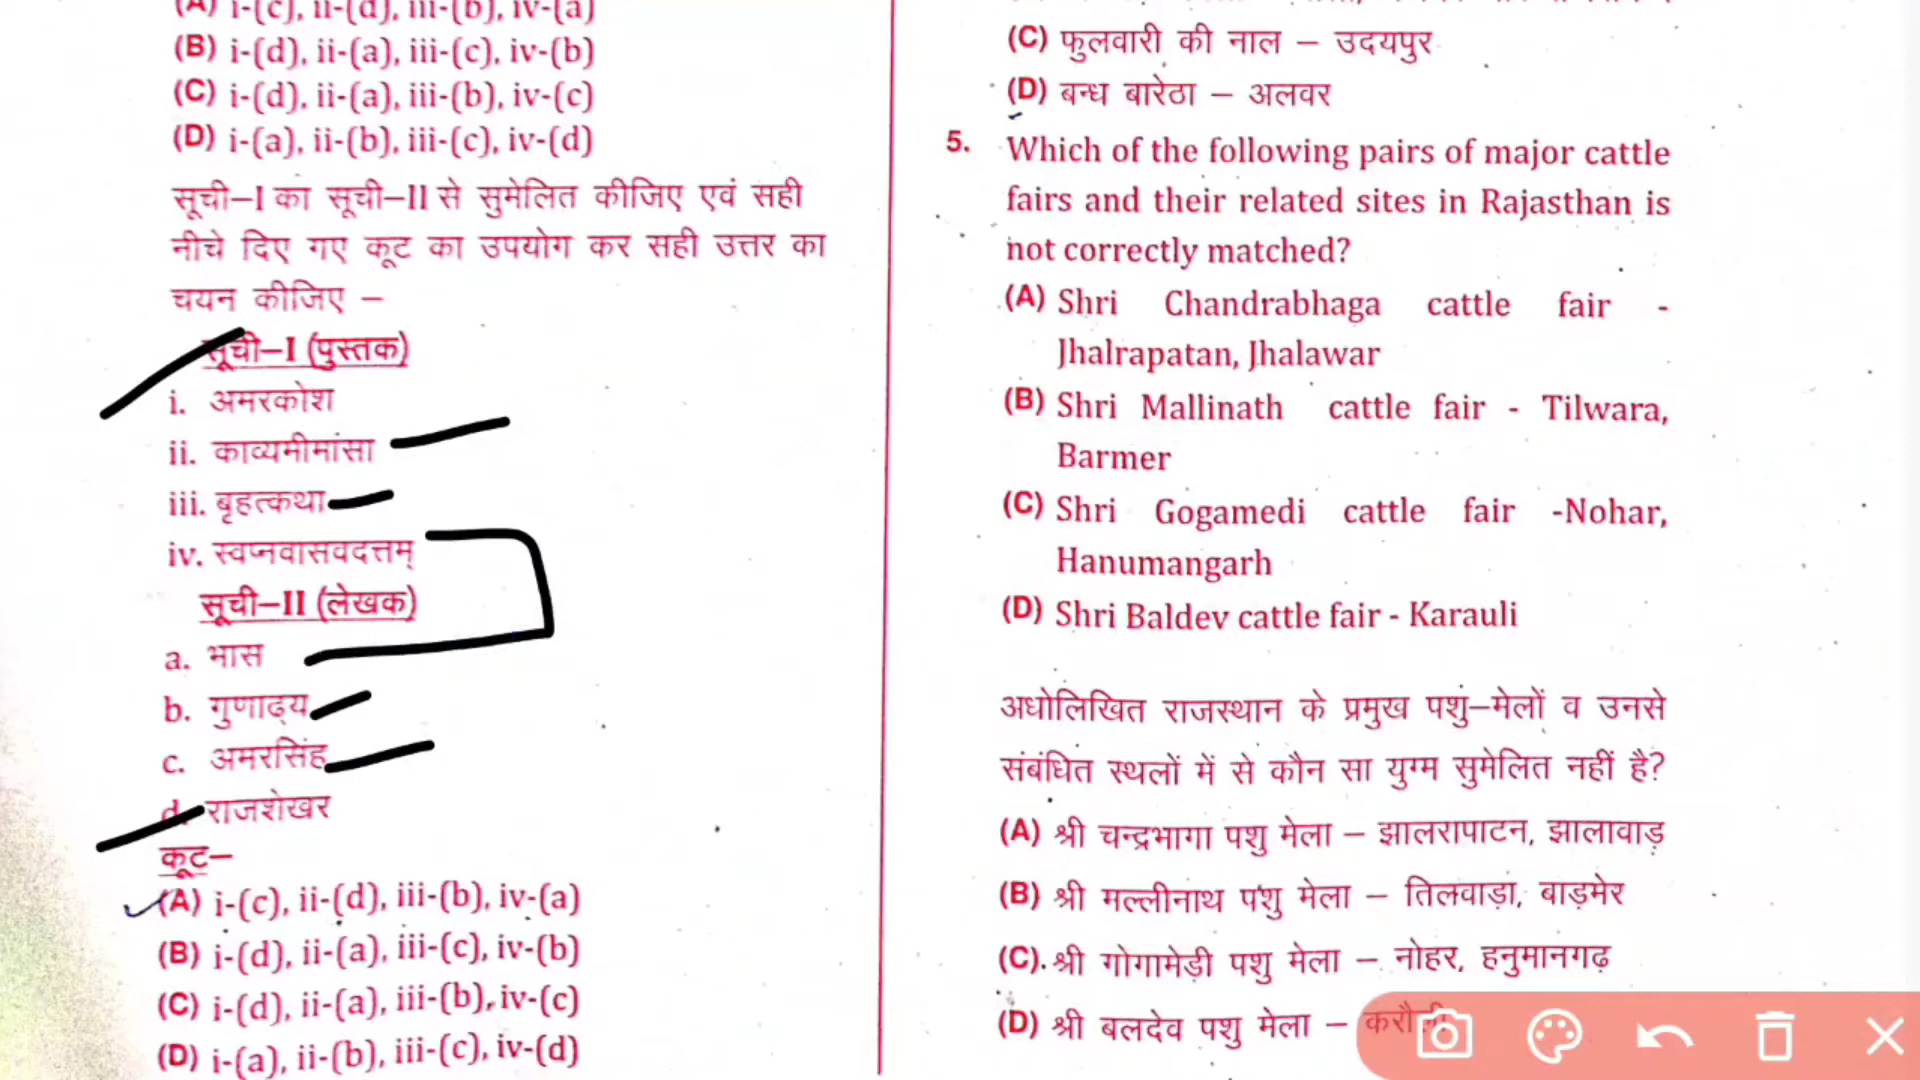 (A) i-(c), ii-(d), iii-(b), iv-(a)
(B) i-(d), ii-(a), iii-(c), iv-(b)
(C) i-(d), ii-(a), iii-(b), iv-(c)
(D) i-(a), ii-(b), iii-(c), iv-(d)
सूची–I का सूची–II से सुमेलित कीजिए एवं सही
नीचे दिए गए कूट का उपयोग कर सही उत्तर का
चयन कीजिए –
सूची–I (पुस्तक)
i. अमरकोश
ii. काव्यमीमांसा
iii. बृहत्कथा
iv. स्वप्नवासवदत्तम्
सूची–II (लेखक)
a. भास
b. गुणाढ्य
c. अमरसिंह
d. राजशेखर
कूट–
(A) i-(c), ii-(d), iii-(b), iv-(a)
(B) i-(d), ii-(a), iii-(c), iv-(b)
(C) i-(d), ii-(a), iii-(b), iv-(c)
(D) i-(a), ii-(b), iii-(c), iv-(d)
(C) फुलवारी की नाल – उदयपुर
(D) बन्ध बारेठा – अलवर
5. Which of the following pairs of major cattle
fairs and their related sites in Rajasthan is
not correctly matched?
(A) Shri Chandrabhaga cattle fair -
Jhalrapatan, Jhalawar
(B) Shri Mallinath cattle fair - Tilwara,
Barmer
(C) Shri Gogamedi cattle fair -Nohar,
Hanumangarh
(D) Shri Baldev cattle fair - Karauli
अधोलिखित राजस्थान के प्रमुख पशु–मेलों व उनसे
संबंधित स्थलों में से कौन सा युग्म सुमेलित नहीं है?
(A) श्री चन्द्रभागा पशु मेला – झालरापाटन, झालावाड़
(B) श्री मल्लीनाथ पशु मेला – तिलवाड़ा, बाड़मेर
(C) श्री गोगामेड़ी पशु मेला – नोहर, हनुमानगढ़
(D) श्री बलदेव पशु मेला – करौली